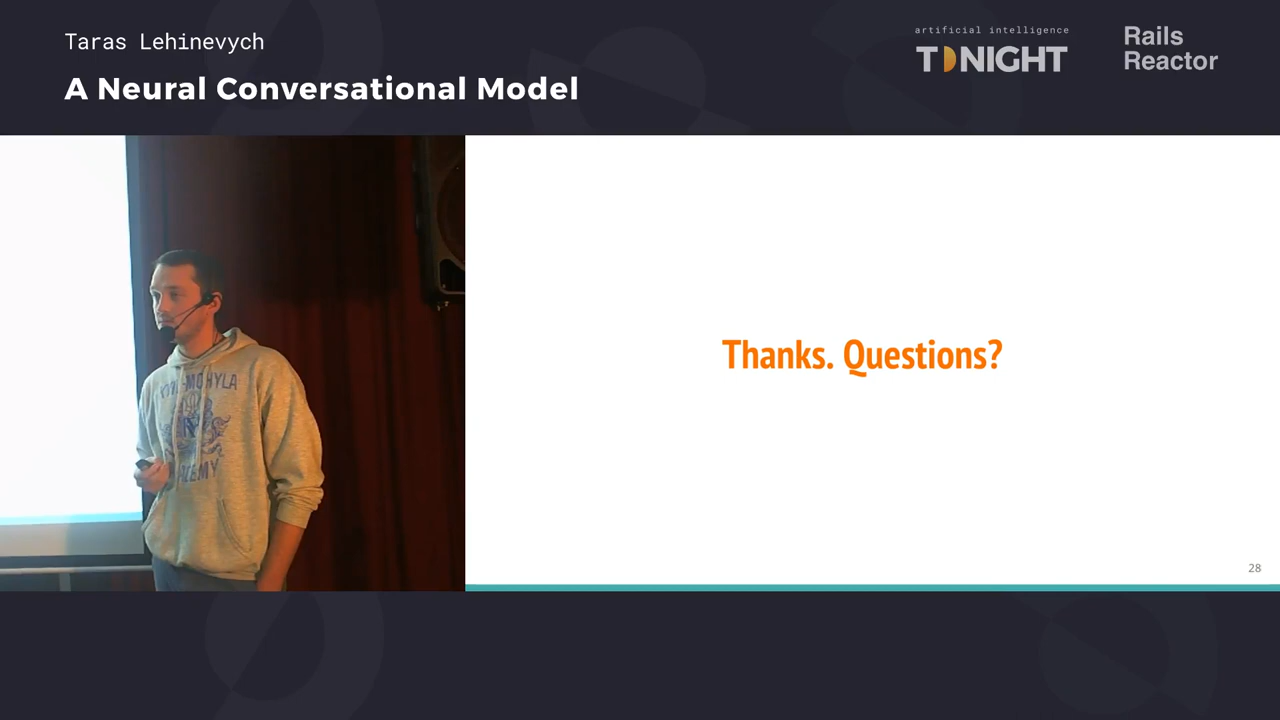 Taras Lehinevych
A Neural Conversational Model
artificial intelligence
TONIGHT
Rails
Reactor
Thanks. Questions?
28